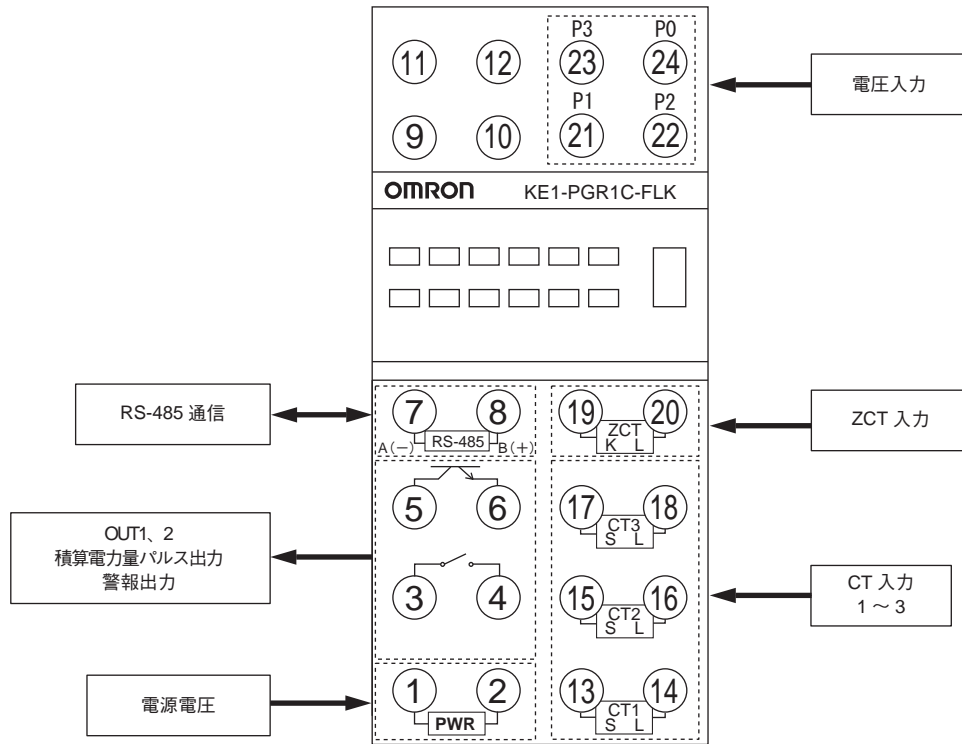 P3 P0
11 12 23 24
電圧入力
P1 P2
9 10 21 22
OMRON KE1-PGR1C-FLK
RS-485 通信
7 8 19 20
A(−) RS-485 B(+)
ZCT
K L
ZCT 入力
5 6 17 18
CT3
S L
OUT1、2
積算電力量パルス出力
警報出力
3 4 15 16
CT2
S L
CT 入力
1 ～ 3
電源電圧
1 2 13 14
PWR
CT1
S L